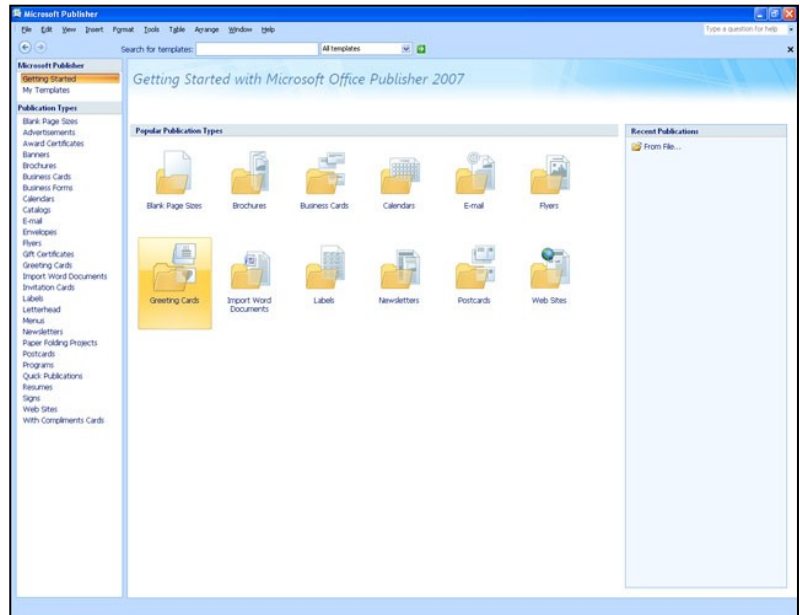 Microsoft Publisher
File Edit View Insert Format Tools Table Arrange Window Help
Type a question for help
Search for templates:
All templates
Microsoft Publisher
Getting Started
My Templates
Publication Types
Blank Page Sizes
Advertisements
Award Certificates
Banners
Brochures
Business Cards
Business Forms
Calendars
Catalogs
E-mail
Envelopes
Flyers
Gift Certificates
Greeting Cards
Import Word Documents
Invitation Cards
Labels
Letterhead
Menus
Newsletters
Paper Folding Projects
Postcards
Programs
Quick Publications
Resumes
Signs
Web Sites
With Compliments Cards
Getting Started with Microsoft Office Publisher 2007
Popular Publication Types
Blank Page Sizes Brochures Business Cards Calendars E-mail Flyers
Greeting Cards Import Word Labels Newsletters Postcards Web Sites
Documents
Recent Publications
From File...